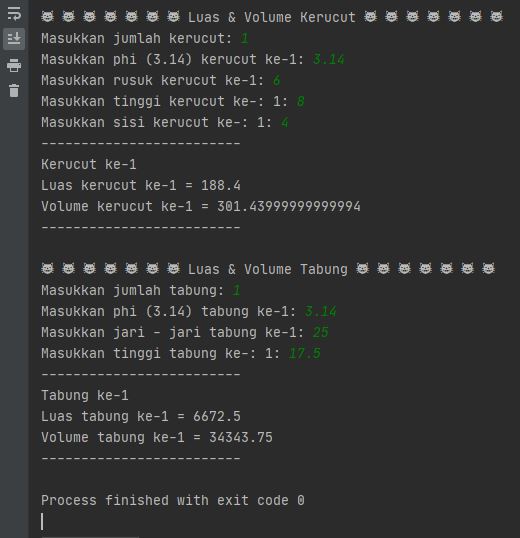 😈 😈 😈 😈 😈 😈 😈 Luas & Volume Kerucut 😈 😈 😈 😈 😈 😈 😈
Masukkan jumlah kerucut: 1
Masukkan phi (3.14) kerucut ke-1: 3.14
Masukkan rusuk kerucut ke-1: 6
Masukkan tinggi kerucut ke-: 1: 8
Masukkan sisi kerucut ke-: 1: 4
-------------------------
Kerucut ke-1
Luas kerucut ke-1 = 188.4
Volume kerucut ke-1 = 301.43999999999994
-------------------------
😈 😈 😈 😈 😈 😈 😈 Luas & Volume Tabung 😈 😈 😈 😈 😈 😈 😈
Masukkan jumlah tabung: 1
Masukkan phi (3.14) tabung ke-1: 3.14
Masukkan jari - jari tabung ke-1: 25
Masukkan tinggi tabung ke-: 1: 17.5
-------------------------
Tabung ke-1
Luas tabung ke-1 = 6672.5
Volume tabung ke-1 = 34343.75
-------------------------
Process finished with exit code 0